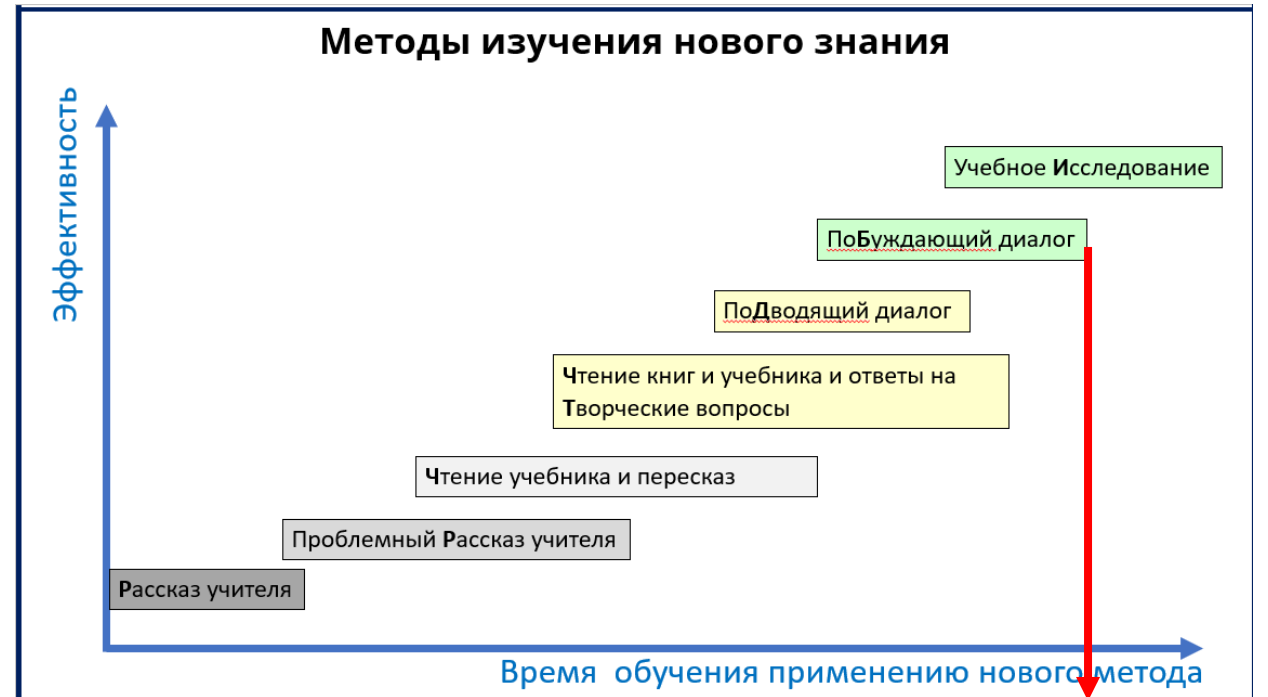 Методы изучения нового знания
Эффективность
Учебное Исследование
ПоБуждающий диалог
ПоДводящий диалог
Чтение книг и учебника и ответы на
Творческие вопросы
Чтение учебника и пересказ
Проблемный Рассказ учителя
Рассказ учителя
Время обучения применению нового метода